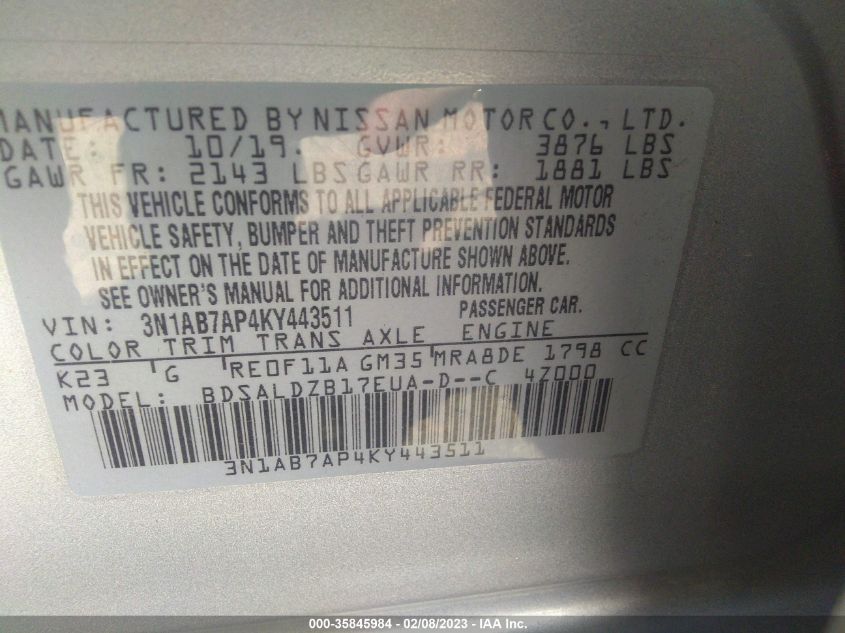 MANUFACTURED BY NISSAN MOTOR CO., LTD.
DATE: 10/19 GVWR: 3876 LBS
GAWR FR: 2143 LBS GAWR RR: 1881 LBS
THIS VEHICLE CONFORMS TO ALL APPLICABLE FEDERAL MOTOR
VEHICLE SAFETY, BUMPER AND THEFT PREVENTION STANDARDS
IN EFFECT ON THE DATE OF MANUFACTURE SHOWN ABOVE.
SEE OWNER'S MANUAL FOR ADDITIONAL INFORMATION.
VIN: 3N1AB7AP4KY443511 PASSENGER CAR.
COLOR TRIM TRANS AXLE ENGINE
K23 G RE0F11A GM35 MRA8DE 1798 CC
MODEL: BDSALDZB17EUA-D--C 4Z000
3N1AB7AP4KY443511
000-35845984 - 02/08/2023 - IAA Inc.